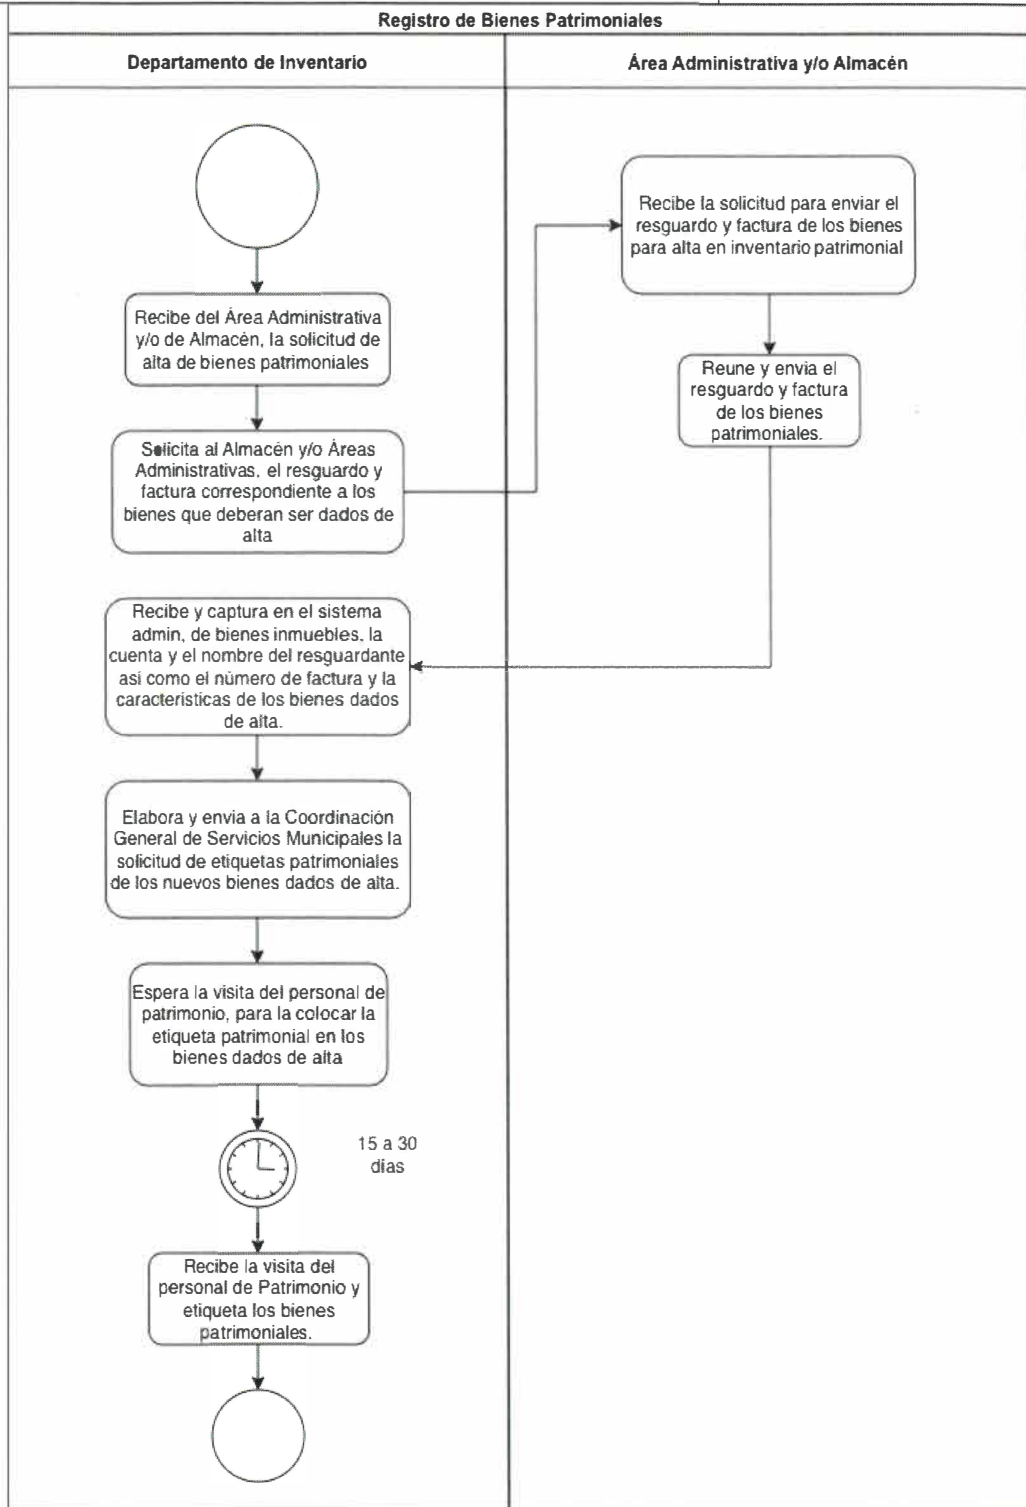 Registro de Bienes Patrimoniales
Departamento de Inventario
Área Administrativa y/o Almacén
Recibe del Área Administrativa
y/o de Almacén, la solicitud de
alta de bienes patrimoniales
Solicita al Almacén y/o Áreas
Administrativas, el resguardo y
factura correspondiente a los
bienes que deberan ser dados de
alta
Recibe la solicitud para enviar el
resguardo y factura de los bienes
para alta en inventario patrimonial
Reune y envia el
resguardo y factura
de los bienes
patrimoniales.
Recibe y captura en el sistema
admin, de bienes inmuebles, la
cuenta y el nombre del resguardante
asi como el número de factura y la
caracteristicas de los bienes dados
de alta.
Elabora y envia a la Coordinación
General de Servicios Municipales la
solicitud de etiquetas patrimoniales
de los nuevos bienes dados de alta.
Espera la visita del personal de
patrimonio, para la colocar la
etiqueta patrimonial en los
bienes dados de alta
15 a 30
días
Recibe la visita del
personal de Patrimonio y
etiqueta los bienes
patrimoniales.